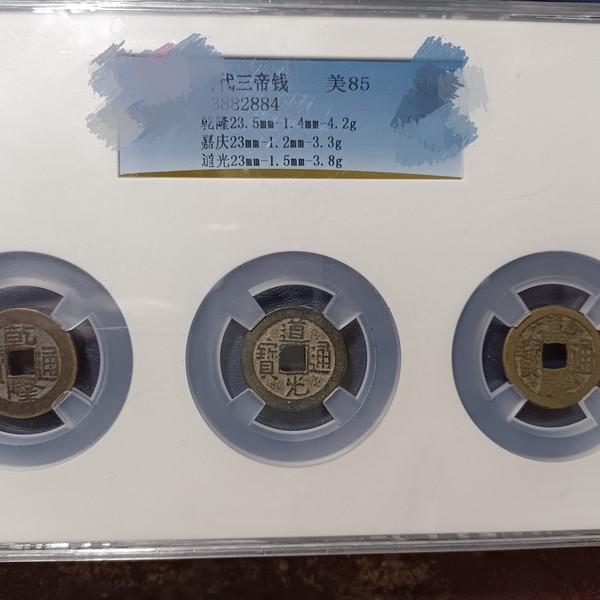 代三帝钱 美85
3882884
乾隆23.5mm-1.4mm-4.2g
嘉庆23mm-1.2mm-3.3g
道光23mm-1.5mm-3.8g
乾隆通
道光通寶
通